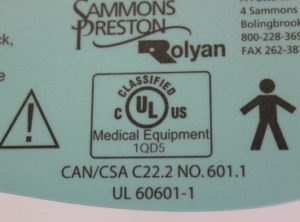 SAMMONS
PRESTON
Rolyan
4 Sammons
Bolingbrook
800-228-369
FAX 262-38
CLASSIFIED
C UL US
Medical Equipment
1QD5
CAN/CSA C22.2 NO. 601.1
UL 60601-1